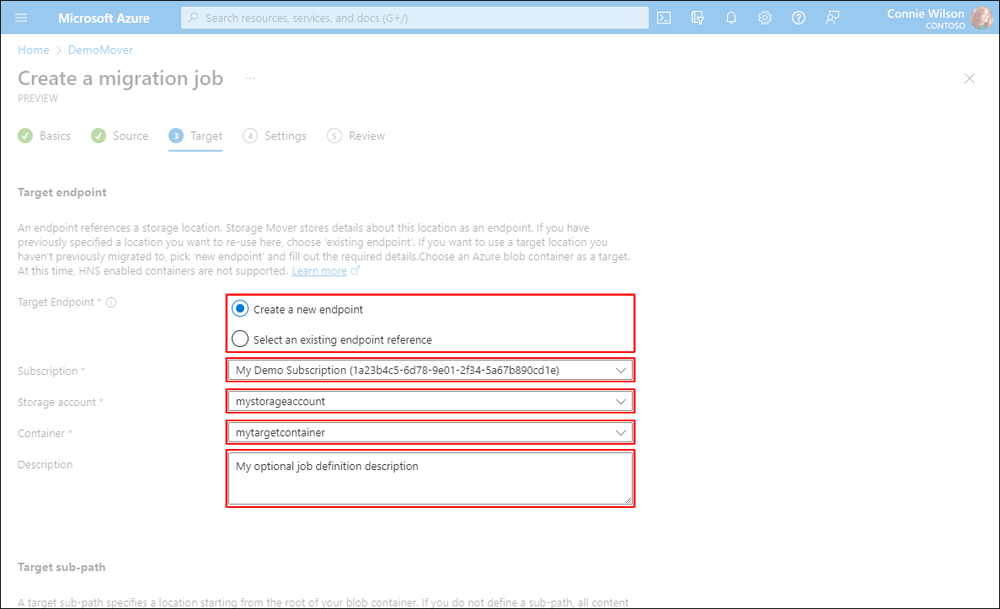 Microsoft Azure
Search resources, services, and docs (G+/)
Connie Wilson
CONTOSO
Home > DemoMover
Create a migration job ...
PREVIEW
Basics
Source
3 Target
4 Settings
5 Review
Target endpoint
An endpoint references a storage location. Storage Mover stores details about this location as an endpoint. If you have
previously specified a location you want to re-use here, choose 'existing endpoint'. If you want to use a target location you
haven't previously migrated to, pick 'new endpoint' and fill out the required details.Choose an Azure blob container as a target.
At this time, HNS enabled containers are not supported. Learn more
Target Endpoint *
Create a new endpoint
Select an existing endpoint reference
Subscription *
My Demo Subscription (1a23b4c5-6d78-9e01-2f34-5a67b890cd1e)
Storage account *
mystorageaccount
Container *
mytargetcontainer
Description
My optional job definition description
Target sub-path
A target sub-path specifies a location starting from the root of your blob container. If you do not define a sub-path, all content